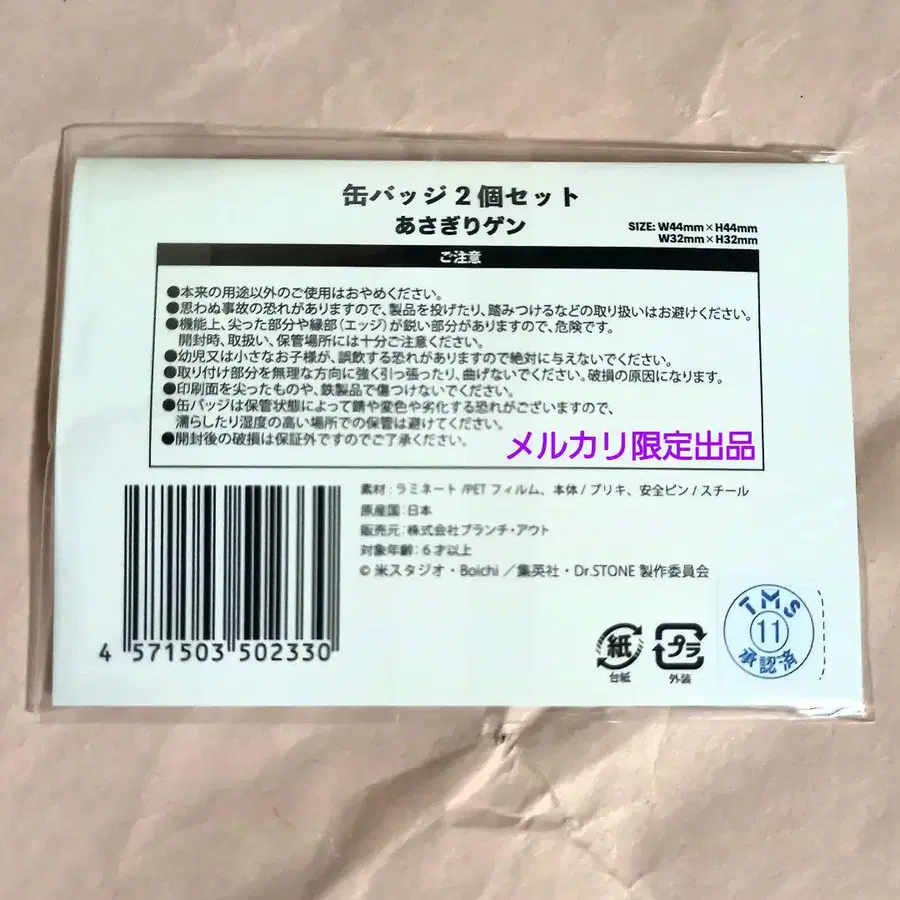 缶バッジ2個セット
あさぎりゲン
SIZE: W44mm×H44mm
W32mm×H32mm
ご注意
●本来の用途以外のご使用はおやめください。
●思わぬ事故の恐れがありますので、製品を投げたり、踏みつけるなどの取り扱いはお避けください。
●機能上、尖った部分や縁部(エッジ)が鋭い部分がありますので、危険です。
開封時、取扱い、保管場所には十分ご注意ください。
●幼児又は小さなお子様が、誤飲する恐れがありますので絶対に与えないでください。
●取り付け部分を無理な方向に強く引っ張ったり、曲げないでください。破損の原因になります。
●印刷面を尖ったものや、鉄製品で傷つけないでください。
●缶バッジは保管状態によって錆や変色や劣化する恐れがございますので、
濡らしたり湿度の高い場所での保管は避けてください。
●開封後の破損は保証外ですのでご了承ください。
メルカリ限定出品
素材:ラミネート/PETフィルム、本体/ブリキ、安全ピン/スチール
原産国:日本
販売元:株式会社ブランチ・アウト
対象年齢:6才以上
© 米スタジオ・Boichi/集英社・Dr.STONE 製作委員会
4 571503 502330
紙
台紙
プラ
外装
TMS
11
承認済